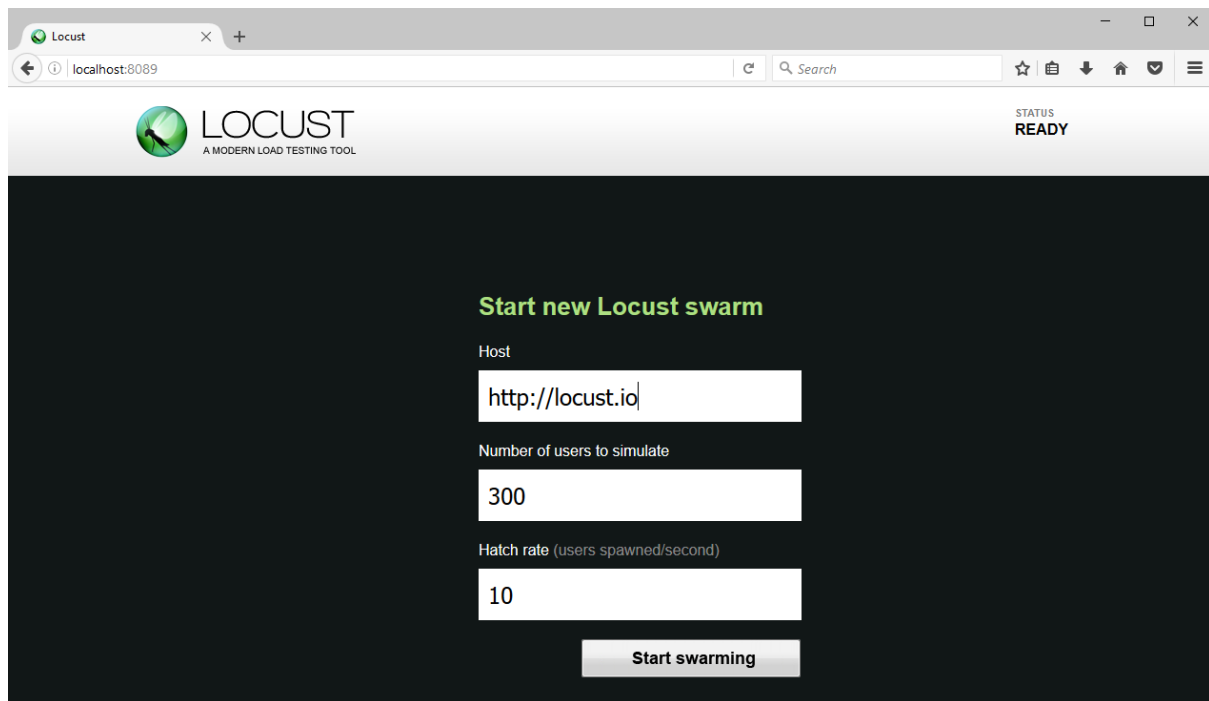 Locust
localhost:8089
Search
LOCUST
A MODERN LOAD TESTING TOOL
STATUS
READY
Start new Locust swarm
Host
http://locust.io
Number of users to simulate
300
Hatch rate (users spawned/second)
10
Start swarming